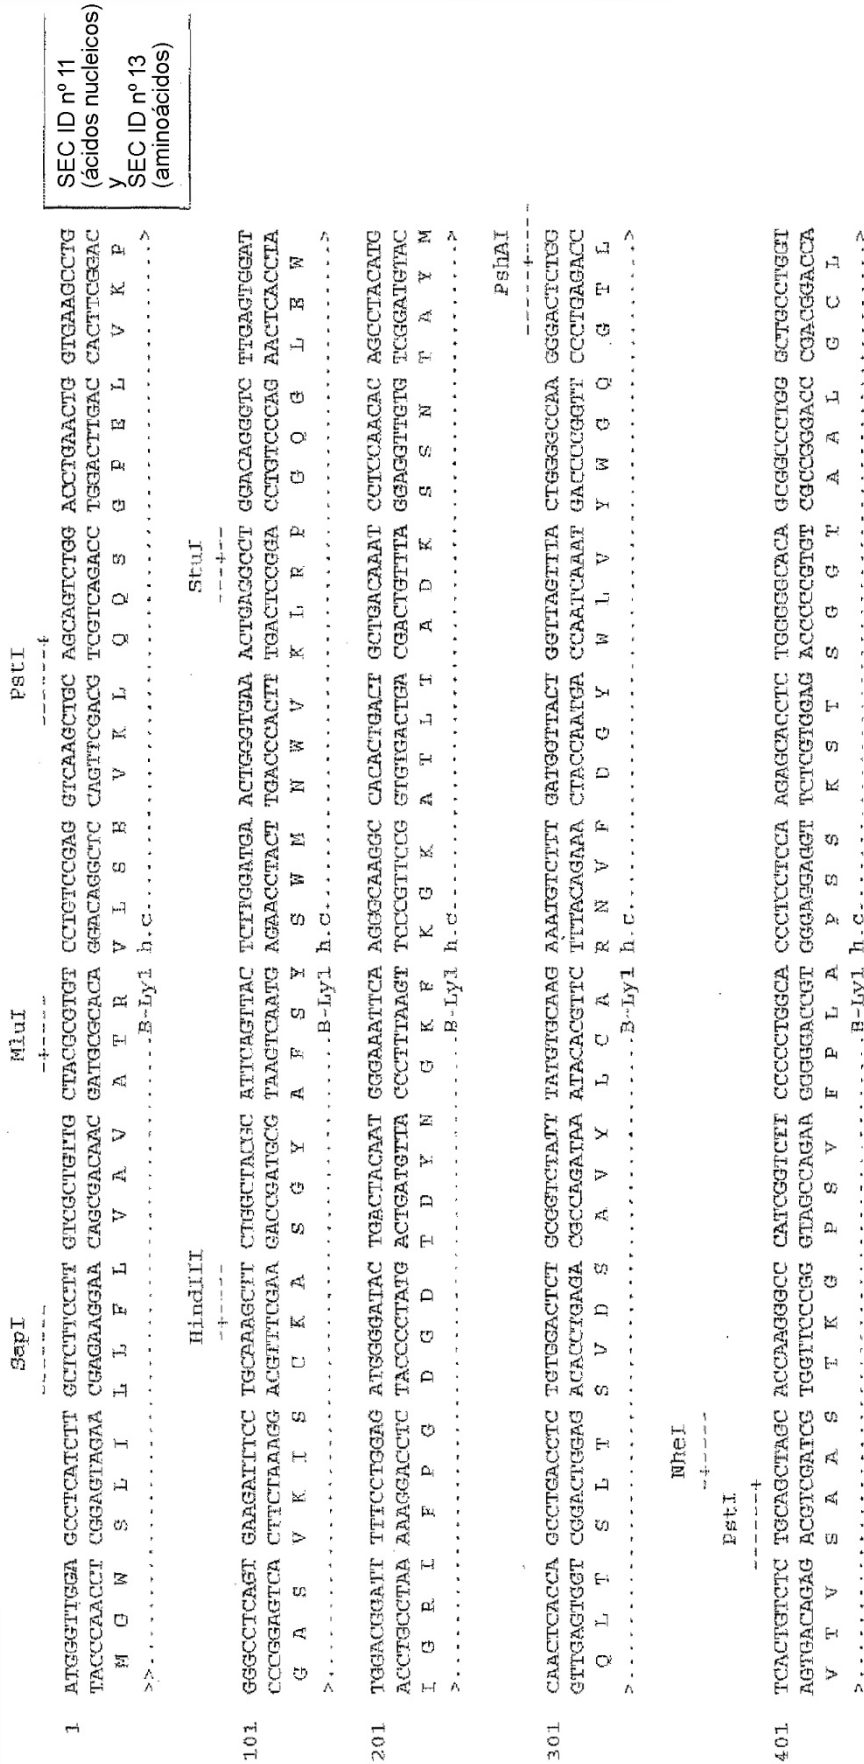 SEC ID nº 11
(ácidos nucleicos)
y
SEC ID nº 13
(aminoácidos)
SapI MluI PstI
------- -+---- -----+
1 ATGGGTTGGA GCCTCATCTT GCTCTTCCTT GTCGCTGTTG CTACGCGTGT CCTGTCCGAG GTCAAGCTGC AGCAGTCTGG ACCTGAACTG GTGAAGCCTG
TACCCAACCT CGGAGTAGAA CGAGAAGGAA CAGCGACAAC GATGCGCACA GGACAGGCTC CAGTTCGACG TCGTCAGACC TGGACTTGAC CACTTCGGAC
M G W S L I L L F L V A V A T R V L S E V K L Q Q S G P E L V K P
>>..............................B-Ly1 h.c..............................>
HindIII StuI
-+---- ---+--
101 GGGCCTCAGT GAAGATTTCC TGCAAAGCTT CTGGCTACGC ATTCAGTTAC TCTTGGATGA ACTGGGTGAA ACTGAGGCCT GGACAGGGTC TTGAGTGGAT
CCCGGAGTCA CTTCTAAAGG ACGTTTCGAA GACCGATGCG TAAGTCAATG AGAACCTACT TGACCCACTT TGACTCCGGA CCTGTCCCAG AACTCACCTA
G A S V K I S C K A S G Y A F S Y S W M N W V K L R P G Q G L E W
>..............................B-Ly1 h.c..............................>
201 TGGACGGATT TTTCCTGGAG ATGGGGATAC TGACTACAAT GGGAAATTCA AGGGCAAGGC CACACTGACT GCTGACAAAT CCTCCAACAC AGCCTACATG
ACCTGCCTAA AAAGGACCTC TACCCCTATG ACTGATGTTA CCCTTTAAGT TCCCGTTCCG GTGTGACTGA CGACTGTTTA GGAGGTTGTG TCGGATGTAC
I G R I F P G D G D T D Y N G K F K G K A T L T A D K S S N T A Y M
>..............................B-Ly1 h.c..............................>
PshAI
-----+----
301 CAACTCACCA GCCTGACCTC TGTGGACTCT GCGGTCTATT TATGTGCAAG AAATGTCTTT GATGGTTACT GGTTAGTTTA CTGGGGCCAA GGGACTCTGG
GTTGAGTGGT CGGACTGGAG ACACCTGAGA CGCCAGATAA ATACACGTTC TTTACAGAAA CTACCAATGA CCAATCAAAT GACCCCGGTT CCCTGAGACC
Q L T S L T S V D S A V Y L C A R N V F D G Y W L V Y W G Q G T L
>..............................B-Ly1 h.c..............................>
NheI
-+----
PstI
-----+
401 TCACTGTCTC TGCAGCTAGC ACCAAGGGCC CATCGGTCTT CCCCCTGGCA CCCTCCTCCA AGAGCACCTC TGGGGGCACA GCGGCCCTGG GCTGCCTGGT
AGTGACAGAG ACGTCGATCG TGGTTCCCGG GTAGCCAGAA GGGGGACCGT GGGAGGAGGT TCTCGTGGAG ACCCCCGTGT CGCCGGGACC CGACGGACCA
V T V S A A S T K G P S V F P L A P S S K S T S G G T A A L G C L
>..............................B-Ly1 h.c..............................>